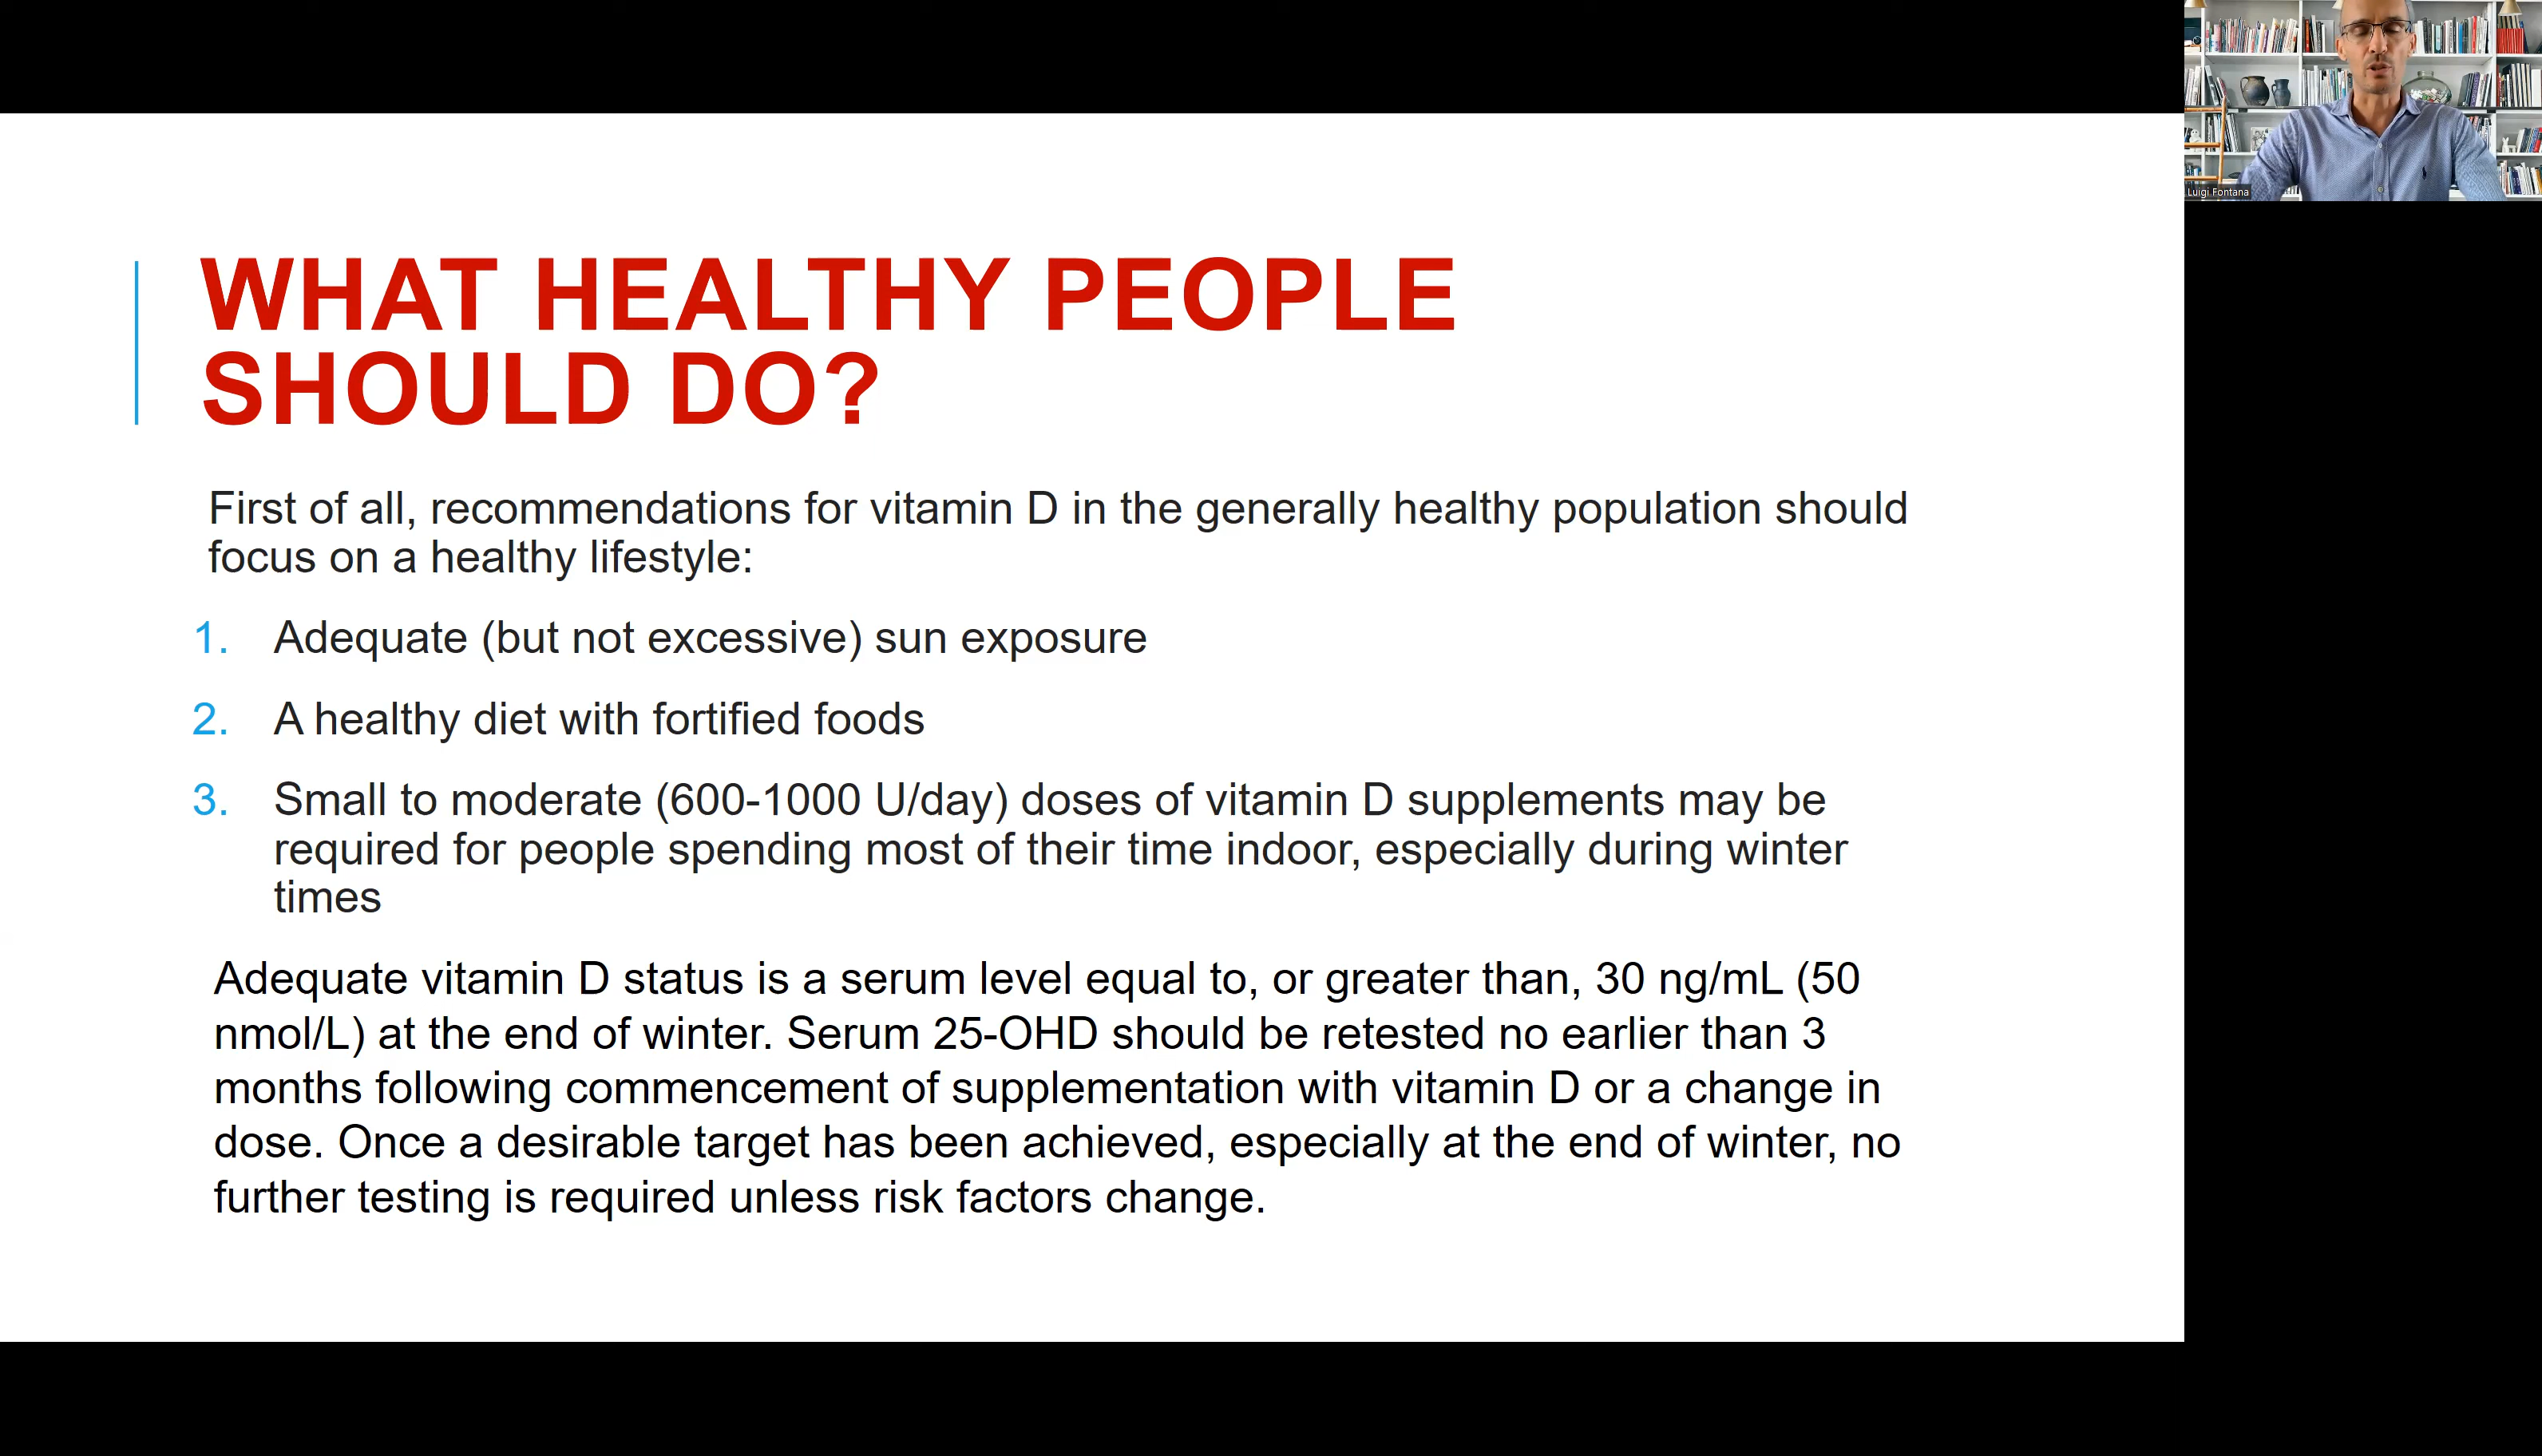 WHAT HEALTHY PEOPLE
SHOULD DO?
First of all, recommendations for vitamin D in the generally healthy population should
focus on a healthy lifestyle:
1. Adequate (but not excessive) sun exposure
2. A healthy diet with fortified foods
3. Small to moderate (600-1000 U/day) doses of vitamin D supplements may be
required for people spending most of their time indoor, especially during winter
times
Adequate vitamin D status is a serum level equal to, or greater than, 30 ng/mL (50
nmol/L) at the end of winter. Serum 25-OHD should be retested no earlier than 3
months following commencement of supplementation with vitamin D or a change in
dose. Once a desirable target has been achieved, especially at the end of winter, no
further testing is required unless risk factors change.
Luigi Fontana